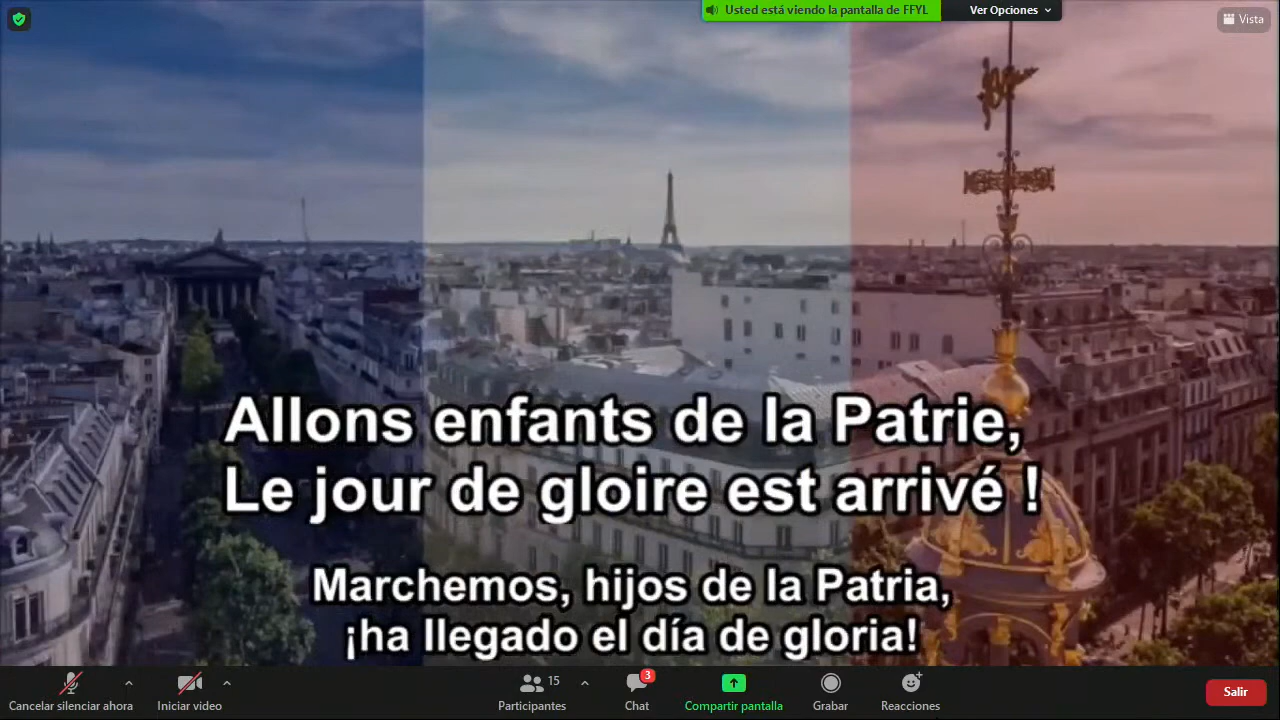 Usted está viendo la pantalla de FFYL
Ver Opciones
Vista
Allons enfants de la Patrie,
Le jour de gloire est arrivé !
Marchemos, hijos de la Patria,
¡ha llegado el día de gloria!
Cancelar silenciar ahora
Iniciar video
15
Participantes
3
Chat
Compartir pantalla
Grabar
Reacciones
Salir